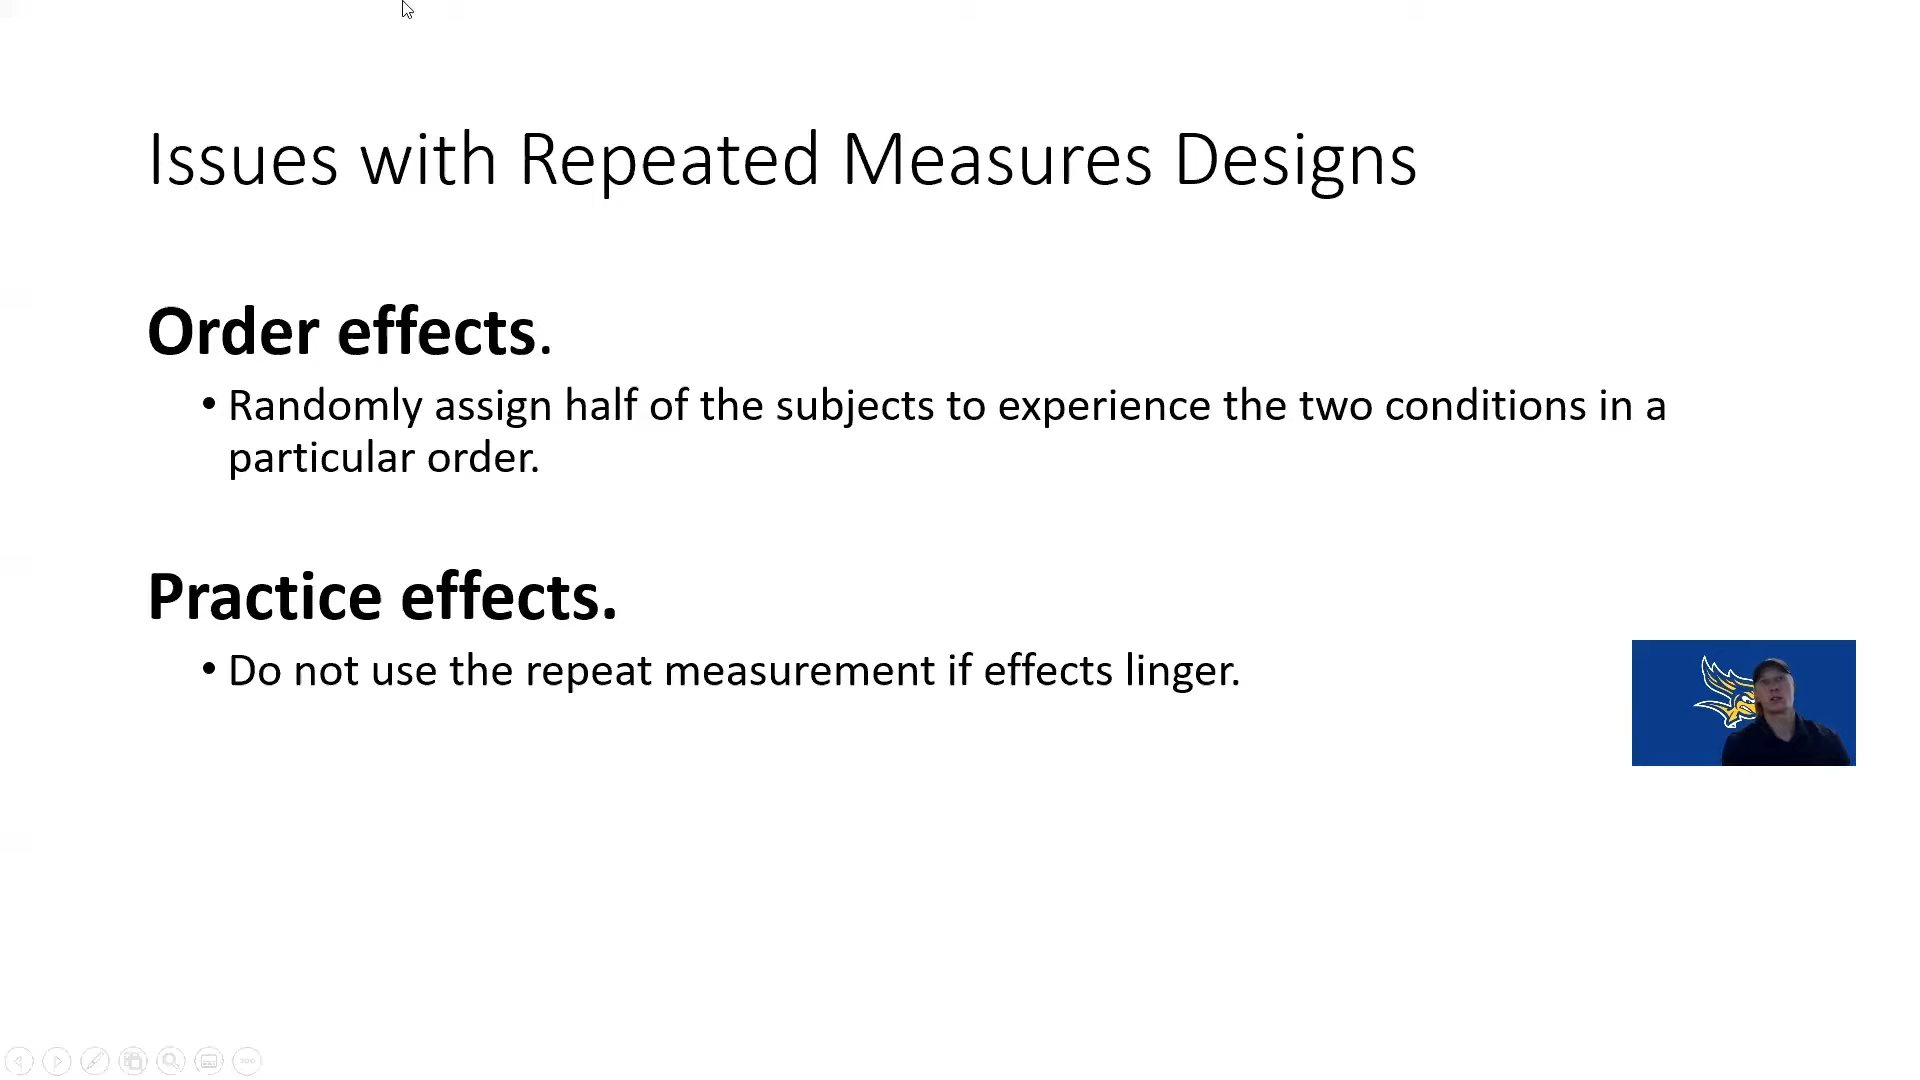 Issues with Repeated Measures Designs
Order effects.
• Randomly assign half of the subjects to experience the two conditions in a
particular order.
Practice effects.
• Do not use the repeat measurement if effects linger.